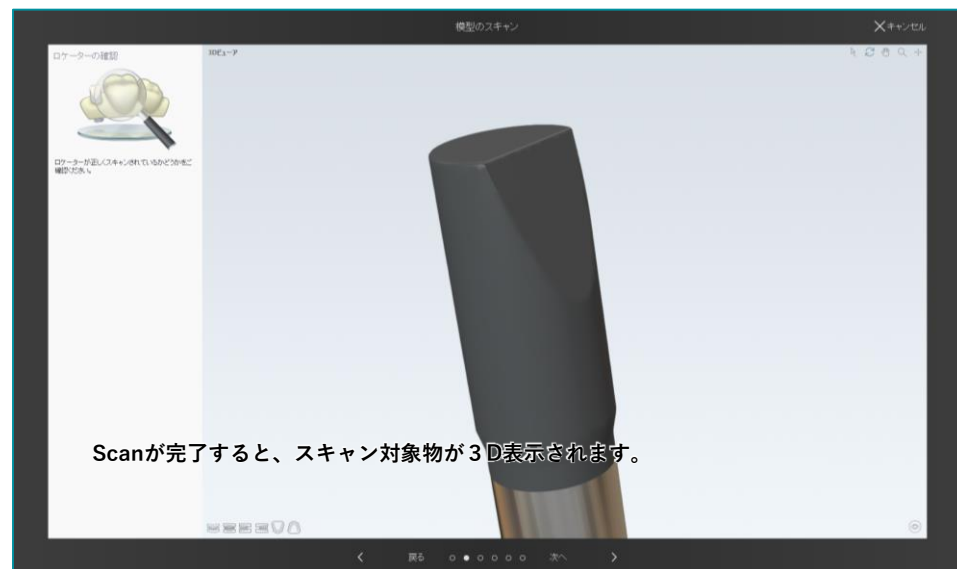 模型のスキャン
キャンセル
ロケーターの確認
3Dビューア
ロケーターが正しくスキャンされているかどうかをご
確認ください。
Scanが完了すると、スキャン対象物が３D表示されます。
戻る
次へ